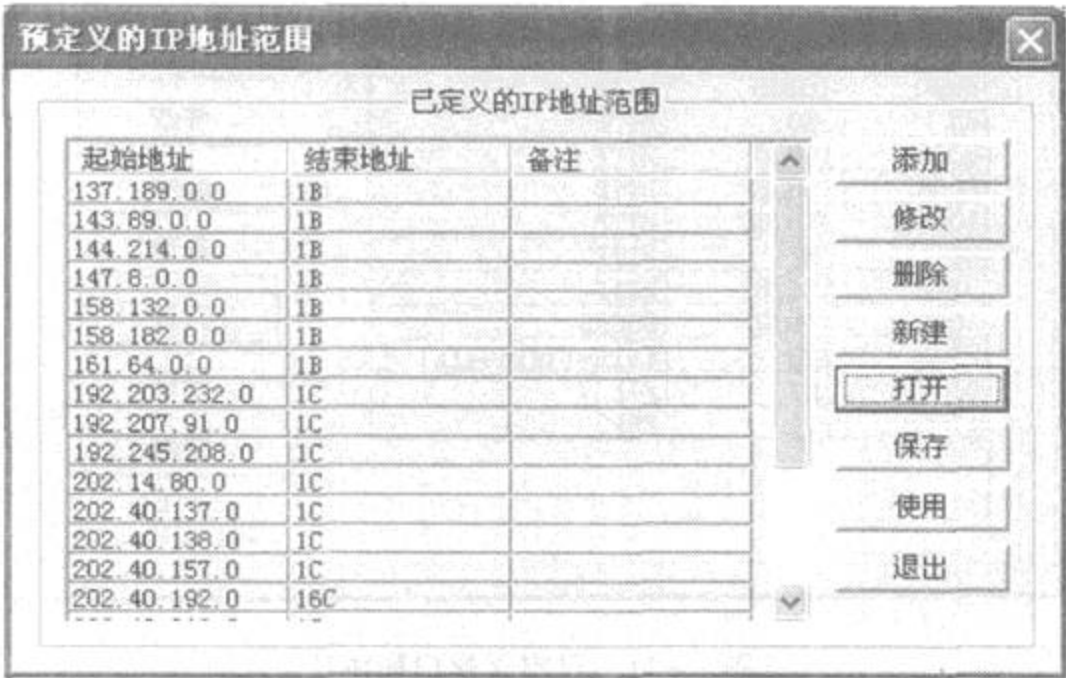 预定义的IP地址范围
已定义的IP地址范围
起始地址 结束地址 备注
137.189.0.0 1B
143.89.0.0 1B
144.214.0.0 1B
147.8.0.0 1B
158.132.0.0 1B
158.182.0.0 1B
161.64.0.0 1B
192.203.232.0 1C
192.207.91.0 1C
192.245.208.0 1C
202.14.80.0 1C
202.40.137.0 1C
202.40.138.0 1C
202.40.157.0 1C
202.40.192.0 16C
添加
修改
删除
新建
打开
保存
使用
退出